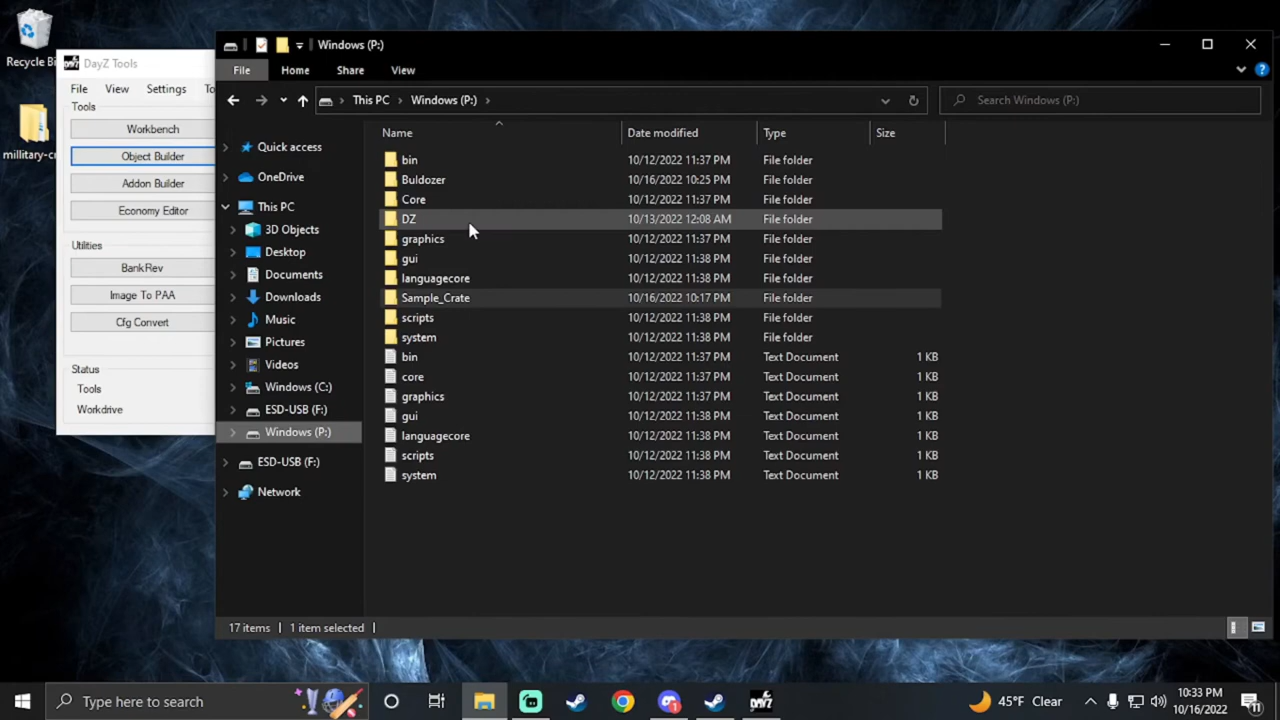 Recycle Bi
millitary-cr
DayZ
DayZ Tools
File View Settings To
Tools
Workbench
Object Builder
Addon Builder
Economy Editor
Utilities
BankRev
Image To PAA
Cfg Convert
Status
Tools
Workdrive
Windows (P:)
File Home Share View
This PC Windows (P:)
Search Windows (P:)
Quick access
OneDrive
This PC
3D Objects
Desktop
Documents
Downloads
Music
Pictures
Videos
Windows (C:)
ESD-USB (F:)
Windows (P:)
ESD-USB (F:)
Network
Name Date modified Type Size
bin 10/12/2022 11:37 PM File folder
Buldozer 10/16/2022 10:25 PM File folder
Core 10/12/2022 11:37 PM File folder
DZ 10/13/2022 12:08 AM File folder
graphics 10/12/2022 11:37 PM File folder
gui 10/12/2022 11:38 PM File folder
languagecore 10/12/2022 11:38 PM File folder
Sample_Crate 10/16/2022 10:17 PM File folder
scripts 10/12/2022 11:38 PM File folder
system 10/12/2022 11:38 PM File folder
bin 10/12/2022 11:37 PM Text Document 1 KB
core 10/12/2022 11:37 PM Text Document 1 KB
graphics 10/12/2022 11:37 PM Text Document 1 KB
gui 10/12/2022 11:38 PM Text Document 1 KB
languagecore 10/12/2022 11:38 PM Text Document 1 KB
scripts 10/12/2022 11:38 PM Text Document 1 KB
system 10/12/2022 11:38 PM Text Document 1 KB
17 items 1 item selected
Type here to search
1
DAYZ
45°F Clear
10:33 PM
10/16/2022
11